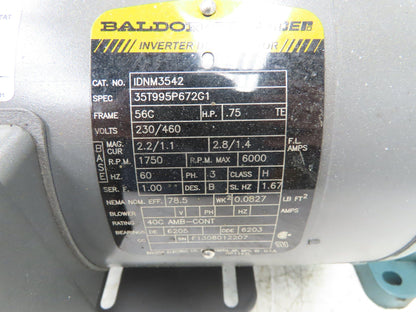 BALDOR
INVERTER
CAT. NO. IDNM3542
SPEC 35T995P672G1
FRAME 56C H.P. .75 TE
VOLTS 230/460
BASE MAG. CUR 2.2/1.1 2.8/1.4 F.L. AMPS
R.P.M. 1750 R.P.M. MAX 6000
HZ 60 PH. 3 CLASS H
SER. F. 1.00 DES. B SL HZ 1.67
NEMA NOM. EFF. 78.5 WK² 0.0827 LB FT²
BLOWER V PH HZ AMPS
RATING 40C AMB-CONT
BEARINGS DE 6205 ODE 6203
CC SN F1308012207